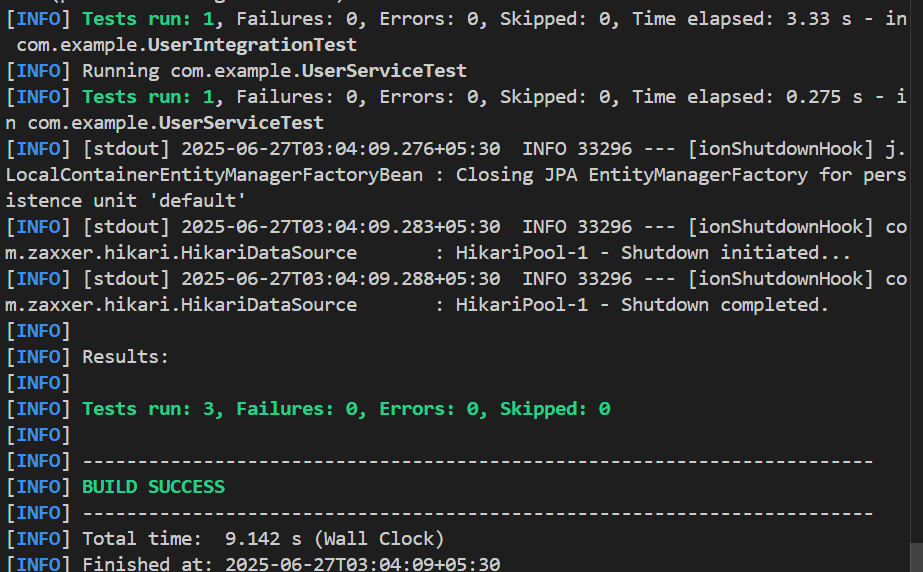 [INFO] Tests run: 1, Failures: 0, Errors: 0, Skipped: 0, Time elapsed: 3.33 s - in
 com.example.UserIntegrationTest
[INFO] Running com.example.UserServiceTest
[INFO] Tests run: 1, Failures: 0, Errors: 0, Skipped: 0, Time elapsed: 0.275 s - i
n com.example.UserServiceTest
[INFO] [stdout] 2025-06-27T03:04:09.276+05:30  INFO 33296 --- [ionShutdownHook] j.
LocalContainerEntityManagerFactoryBean : Closing JPA EntityManagerFactory for pers
istence unit 'default'
[INFO] [stdout] 2025-06-27T03:04:09.283+05:30  INFO 33296 --- [ionShutdownHook] co
m.zaxxer.hikari.HikariDataSource       : HikariPool-1 - Shutdown initiated...
[INFO] [stdout] 2025-06-27T03:04:09.288+05:30  INFO 33296 --- [ionShutdownHook] co
m.zaxxer.hikari.HikariDataSource       : HikariPool-1 - Shutdown completed.
[INFO]
[INFO] Results:
[INFO]
[INFO] Tests run: 3, Failures: 0, Errors: 0, Skipped: 0
[INFO]
[INFO] ------------------------------------------------------------------------
[INFO] BUILD SUCCESS
[INFO] ------------------------------------------------------------------------
[INFO] Total time:  9.142 s (Wall Clock)
[INFO] Finished at: 2025-06-27T03:04:09+05:30